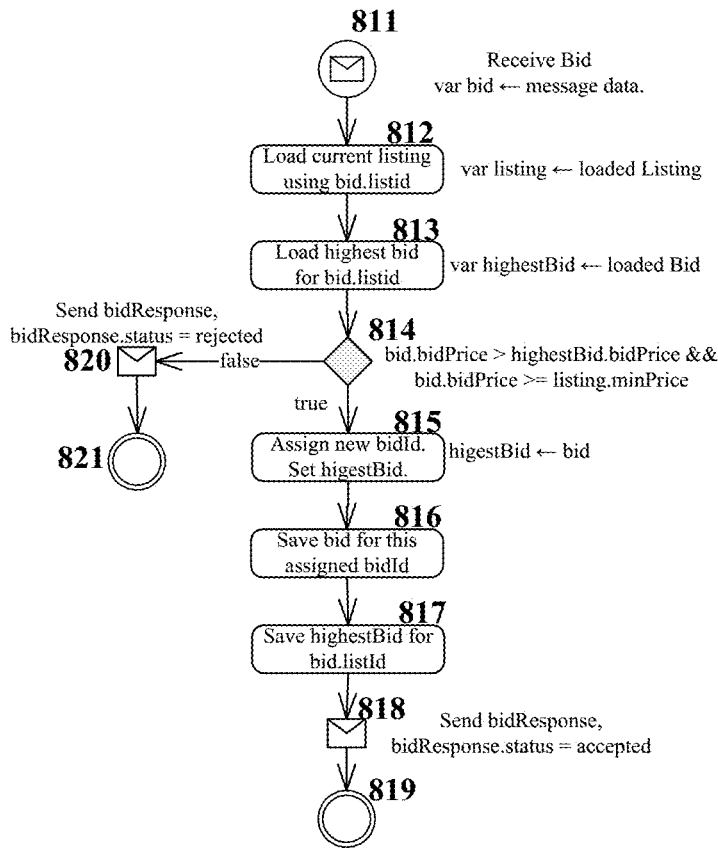 811
Receive Bid
var bid ← message data.
812
Load current listing
using bid.listid
var listing ← loaded Listing
813
Load highest bid
for bid.listid
var highestBid ← loaded Bid
Send bidResponse,
bidResponse.status = rejected
814
820
false
bid.bidPrice > highestBid.bidPrice &&
bid.bidPrice >= listing.minPrice
true
815
821
Assign new bidId.
Set higestBid.
higestBid ← bid
816
Save bid for this
assigned bidId
817
Save highestBid for
bid.listId
818
Send bidResponse,
bidResponse.status = accepted
819